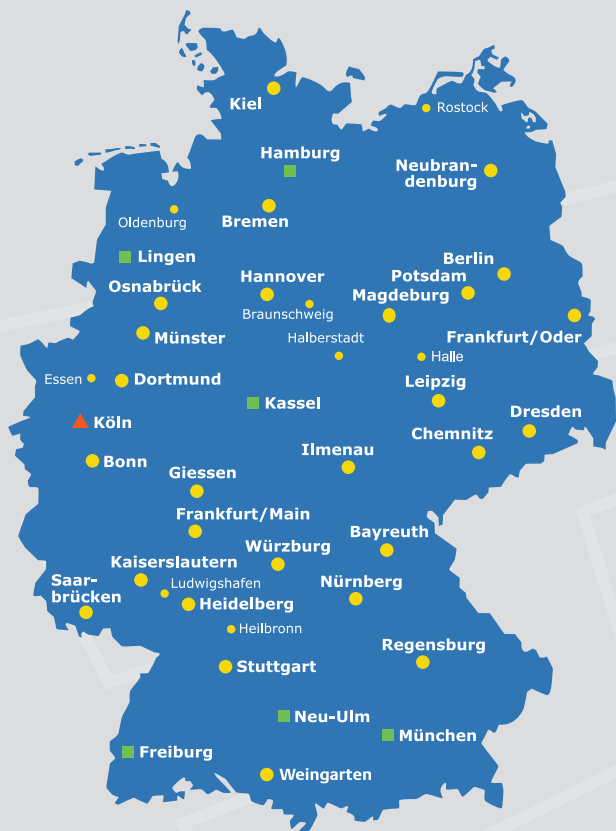 Kiel
Rostock
Hamburg
Neubran-
denburg
Oldenburg
Bremen
Lingen
Berlin
Hannover
Potsdam
Osnabrück
Magdeburg
Braunschweig
Münster
Halberstadt
Frankfurt/Oder
Halle
Essen
Dortmund
Leipzig
Kassel
Dresden
Köln
Chemnitz
Ilmenau
Bonn
Giessen
Frankfurt/Main
Bayreuth
Würzburg
Kaiserslautern
Saar-
brücken
Ludwigshafen
Nürnberg
Heidelberg
Heilbronn
Regensburg
Stuttgart
Neu-Ulm
München
Freiburg
Weingarten